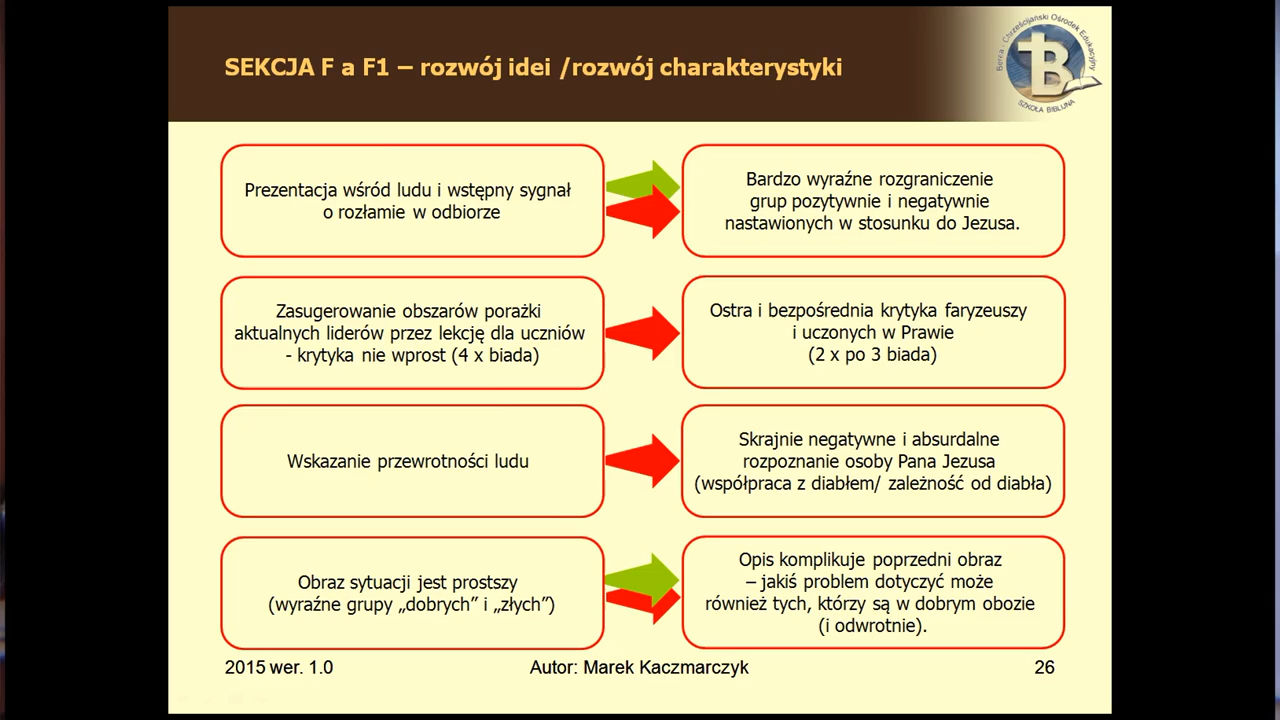 SEKCJA F a F1 – rozwój idei /rozwój charakterystyki
Berea - Chrześcijański Ośrodek Edukacyjny
B
SZKOŁA BIBLIJNA
Prezentacja wśród ludu i wstępny sygnał
o rozłamie w odbiorze
Bardzo wyraźne rozgraniczenie
grup pozytywnie i negatywnie
nastawionych w stosunku do Jezusa.
Zasugerowanie obszarów porażki
aktualnych liderów przez lekcję dla uczniów
- krytyka nie wprost (4 x biada)
Ostra i bezpośrednia krytyka faryzeuszy
i uczonych w Prawie
(2 x po 3 biada)
Wskazanie przewrotności ludu
Skrajnie negatywne i absurdalne
rozpoznanie osoby Pana Jezusa
(współpraca z diabłem/ zależność od diabła)
Obraz sytuacji jest prostszy
(wyraźne grupy „dobrych” i „złych”)
Opis komplikuje poprzedni obraz
– jakiś problem dotyczyć może
również tych, którzy są w dobrym obozie
(i odwrotnie).
2015 wer. 1.0
Autor: Marek Kaczmarczyk
26